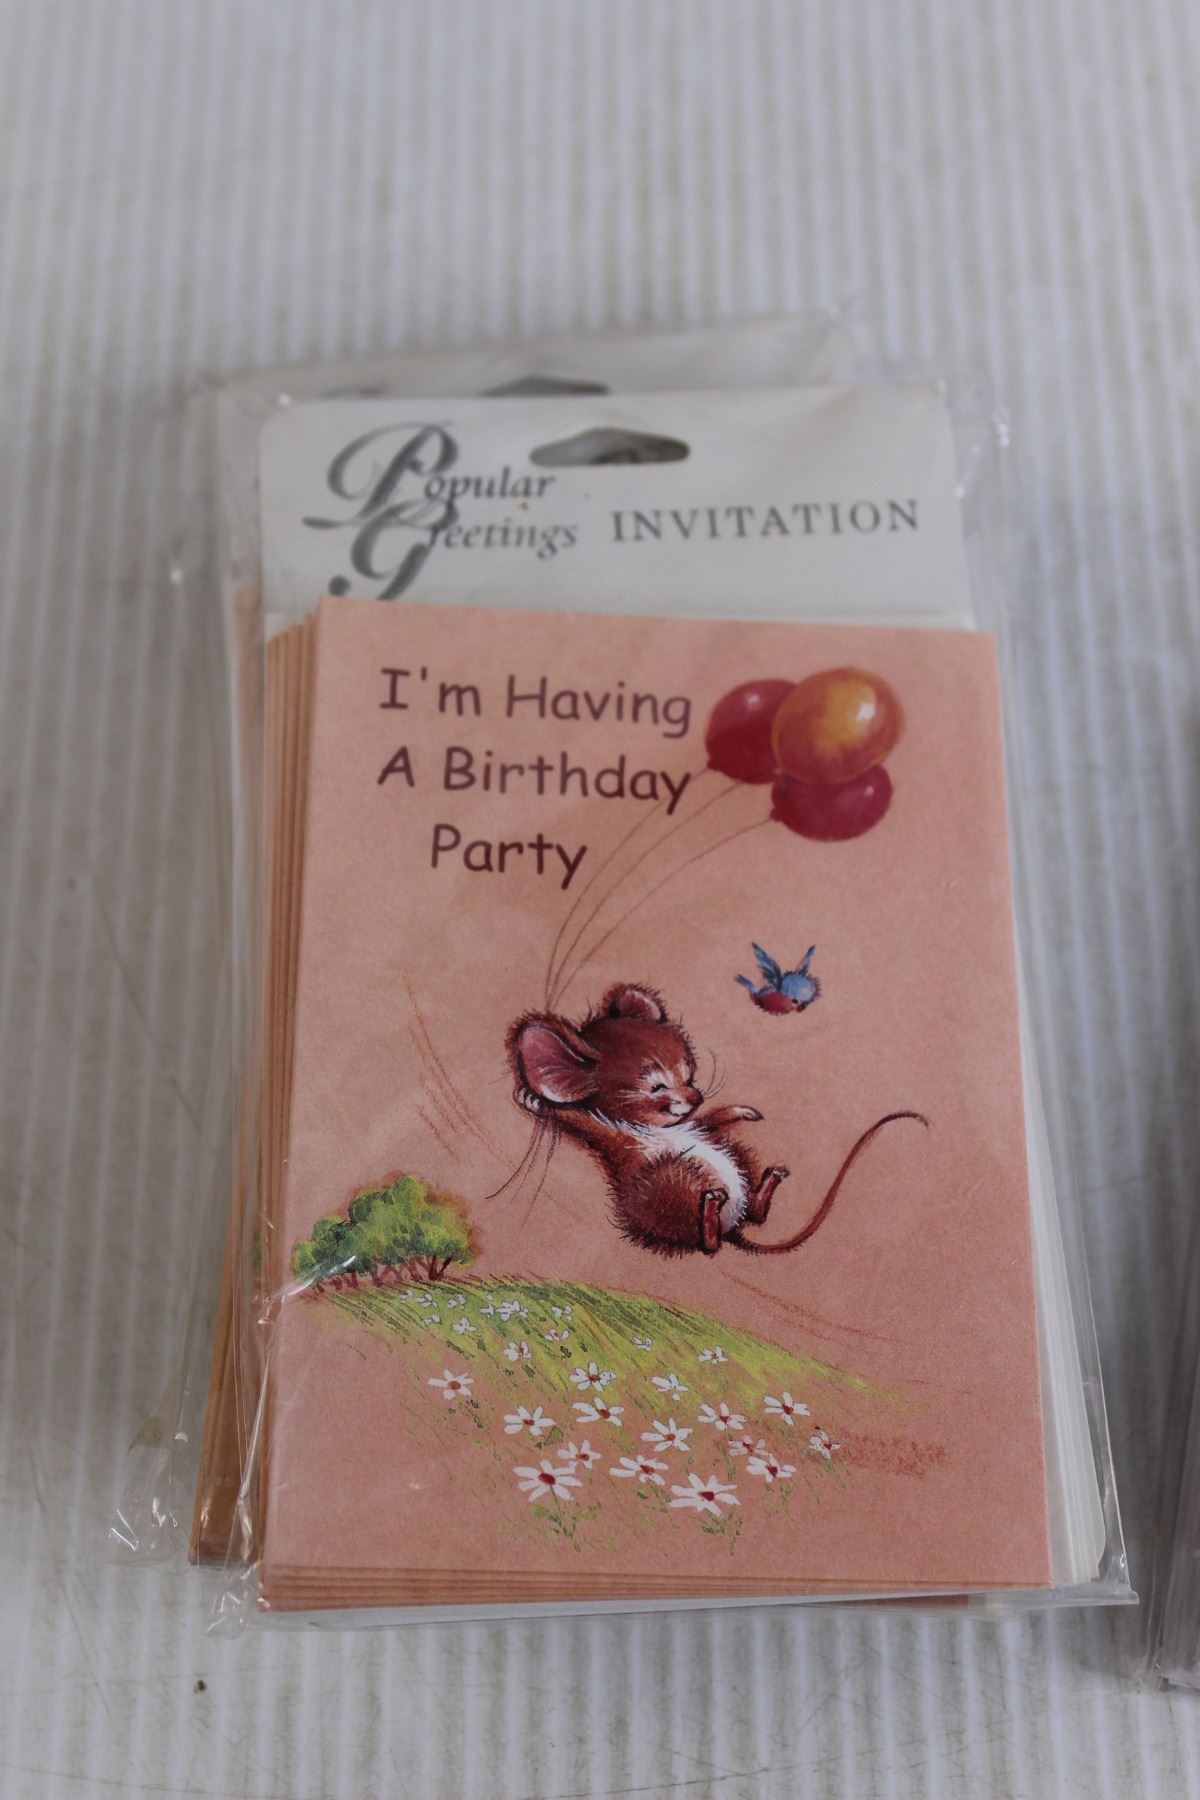 Popular
Greetings INVITATION
I'm Having
A Birthday
Party